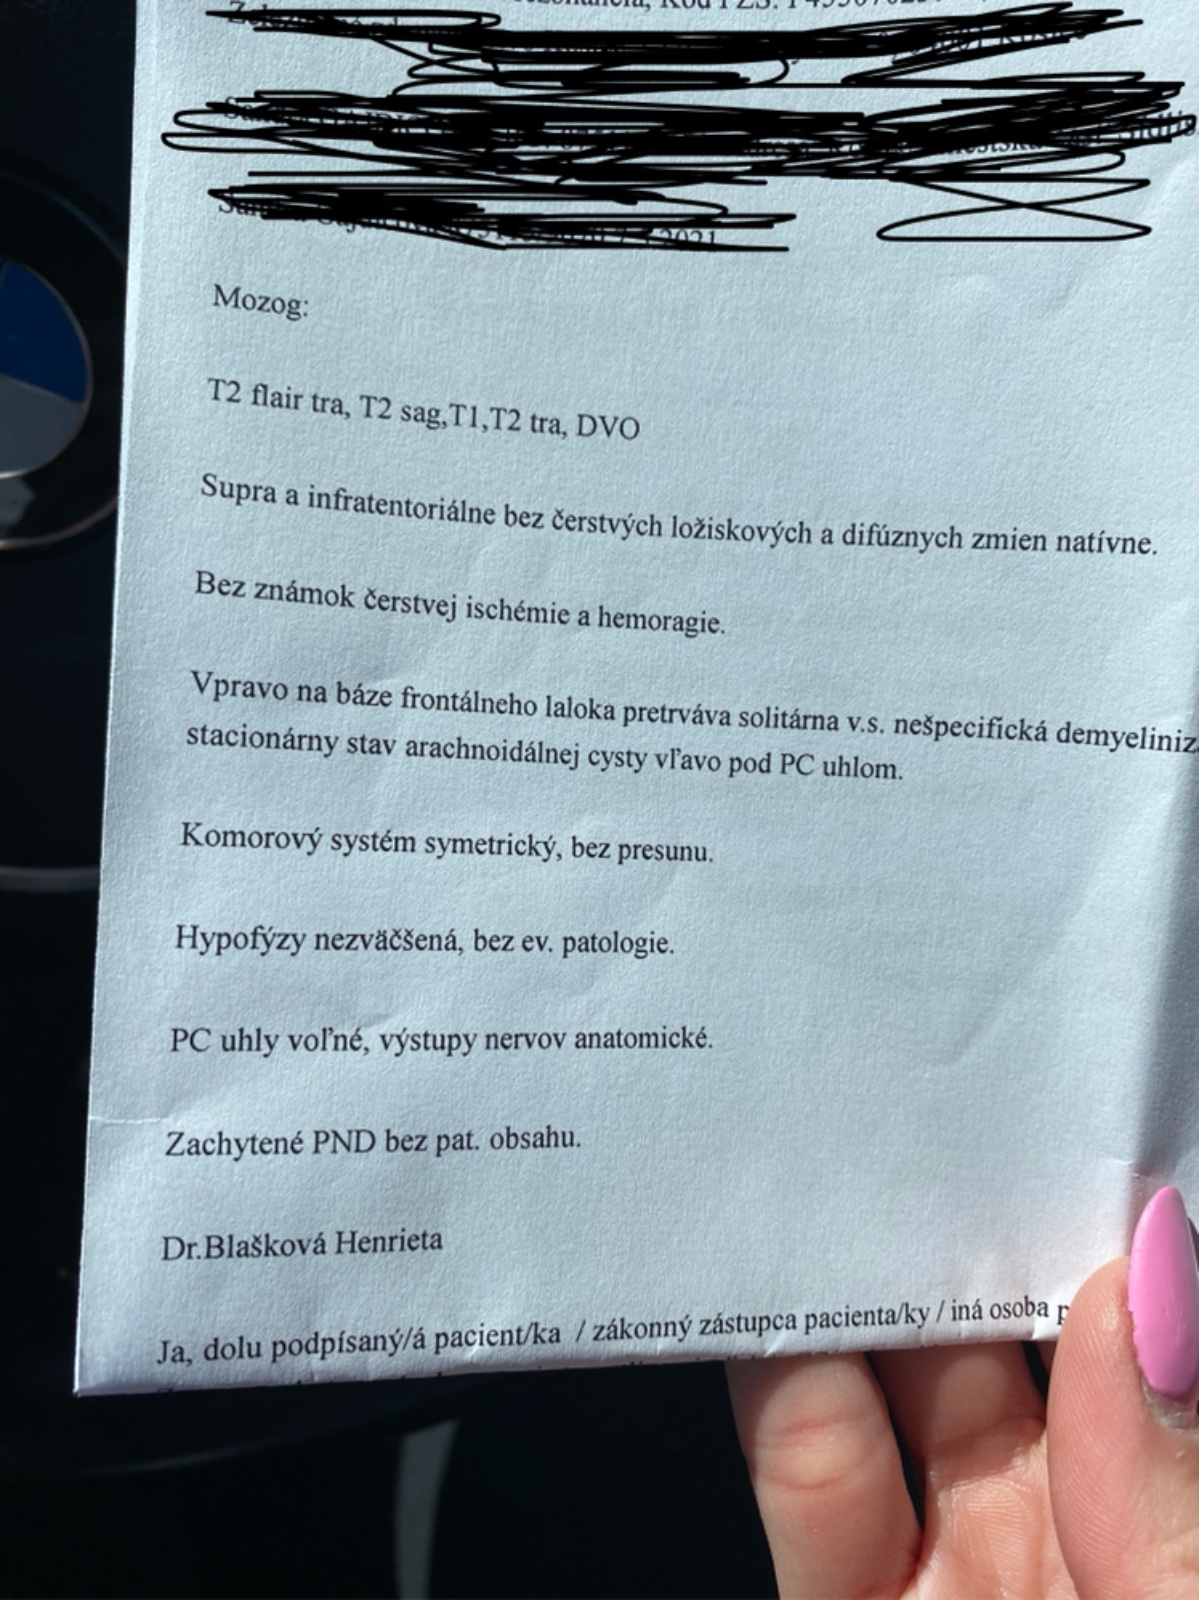 Mozog:
T2 flair tra, T2 sag,T1,T2 tra, DVO
Supra a infratentoriálne bez čerstvých ložiskových a difúznych zmien natívne.
Bez známok čerstvej ischémie a hemoragie.
Vpravo na báze frontálneho laloka pretrváva solitárna v.s. nešpecifická demyeliniz
stacionárny stav arachnoidálnej cysty vľavo pod PC uhlom.
Komorový systém symetrický, bez presunu.
Hypofýzy nezväčšená, bez ev. patologie.
PC uhly voľné, výstupy nervov anatomické.
Zachytené PND bez pat. obsahu.
Dr.Blašková Henrieta
Ja, dolu podpísaný/á pacient/ka / zákonný zástupca pacienta/ky / iná osoba